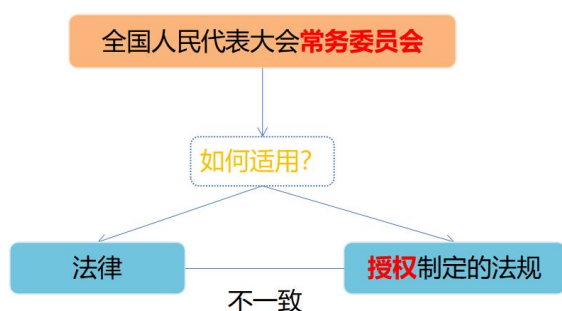 全国人民代表大会常务委员会
如何适用？
法律
授权制定的法规
不一致